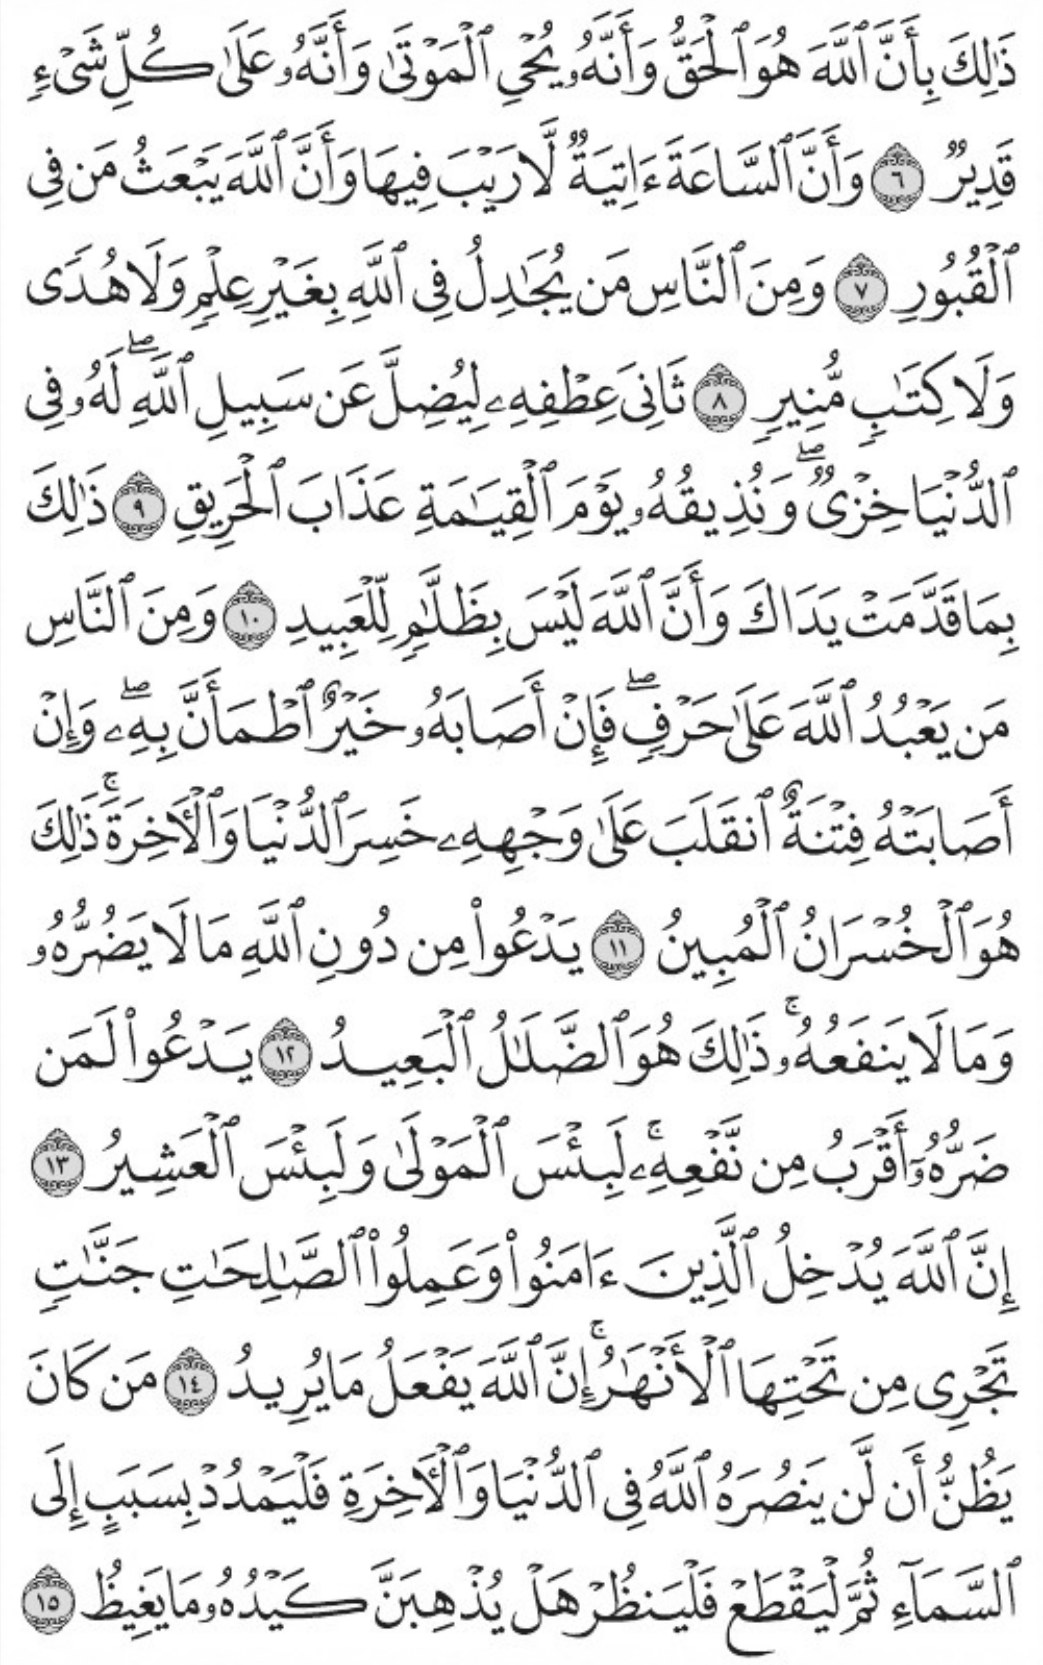 ذَٰلِكَ بِأَنَّ ٱللَّهَ هُوَ ٱلْحَقُّ وَأَنَّهُۥ يُحْىِ ٱلْمَوْتَىٰ وَأَنَّهُۥ عَلَىٰ كُلِّ شَىْءٍ
قَدِيرٌ ٦ وَأَنَّ ٱلسَّاعَةَ ءَاتِيَةٌ لَّا رَيْبَ فِيهَا وَأَنَّ ٱللَّهَ يَبْعَثُ مَن فِى
ٱلْقُبُورِ ٧ وَمِنَ ٱلنَّاسِ مَن يُجَٰدِلُ فِى ٱللَّهِ بِغَيْرِ عِلْمٍ وَلَا هُدًى
وَلَا كِتَٰبٍ مُّنِيرٍ ٨ ثَانِىَ عِطْفِهِۦ لِيُضِلَّ عَن سَبِيلِ ٱللَّهِ ۖ لَهُۥ فِى
ٱلدُّنْيَا خِزْىٌ ۖ وَنُذِيقُهُۥ يَوْمَ ٱلْقِيَٰمَةِ عَذَابَ ٱلْحَرِيقِ ٩ ذَٰلِكَ
بِمَا قَدَّمَتْ يَدَاكَ وَأَنَّ ٱللَّهَ لَيْسَ بِظَلَّٰمٍ لِّلْعَبِيدِ ١٠ وَمِنَ ٱلنَّاسِ
مَن يَعْبُدُ ٱللَّهَ عَلَىٰ حَرْفٍ ۖ فَإِنْ أَصَابَهُۥ خَيْرٌ ٱطْمَأَنَّ بِهِۦ ۖ وَإِنْ
أَصَابَتْهُ فِتْنَةٌ ٱنقَلَبَ عَلَىٰ وَجْهِهِۦ خَسِرَ ٱلدُّنْيَا وَٱلْءَاخِرَةَ ۚ ذَٰلِكَ
هُوَ ٱلْخُسْرَانُ ٱلْمُبِينُ ١١ يَدْعُوا۟ مِن دُونِ ٱللَّهِ مَا لَا يَضُرُّهُۥ
وَمَا لَا يَنفَعُهُۥ ۚ ذَٰلِكَ هُوَ ٱلضَّلَٰلُ ٱلْبَعِيدُ ١٢ يَدْعُوا۟ لَمَن
ضَرُّهُۥٓ أَقْرَبُ مِن نَّفْعِهِۦ ۚ لَبِئْسَ ٱلْمَوْلَىٰ وَلَبِئْسَ ٱلْعَشِيرُ ١٣
إِنَّ ٱللَّهَ يُدْخِلُ ٱلَّذِينَ ءَامَنُوا۟ وَعَمِلُوا۟ ٱلصَّٰلِحَٰتِ جَنَّٰتٍ
تَجْرِى مِن تَحْتِهَا ٱلْأَنْهَٰرُ ۚ إِنَّ ٱللَّهَ يَفْعَلُ مَا يُرِيدُ ١٤ مَن كَانَ
يَظُنُّ أَن لَّن يَنصُرَهُ ٱللَّهُ فِى ٱلدُّنْيَا وَٱلْءَاخِرَةِ فَلْيَمْدُدْ بِسَبَبٍ إِلَى
ٱلسَّمَآءِ ثُمَّ لْيَقْطَعْ فَلْيَنظُرْ هَلْ يُذْهِبَنَّ كَيْدُهُۥ مَا يَغِيظُ ١٥